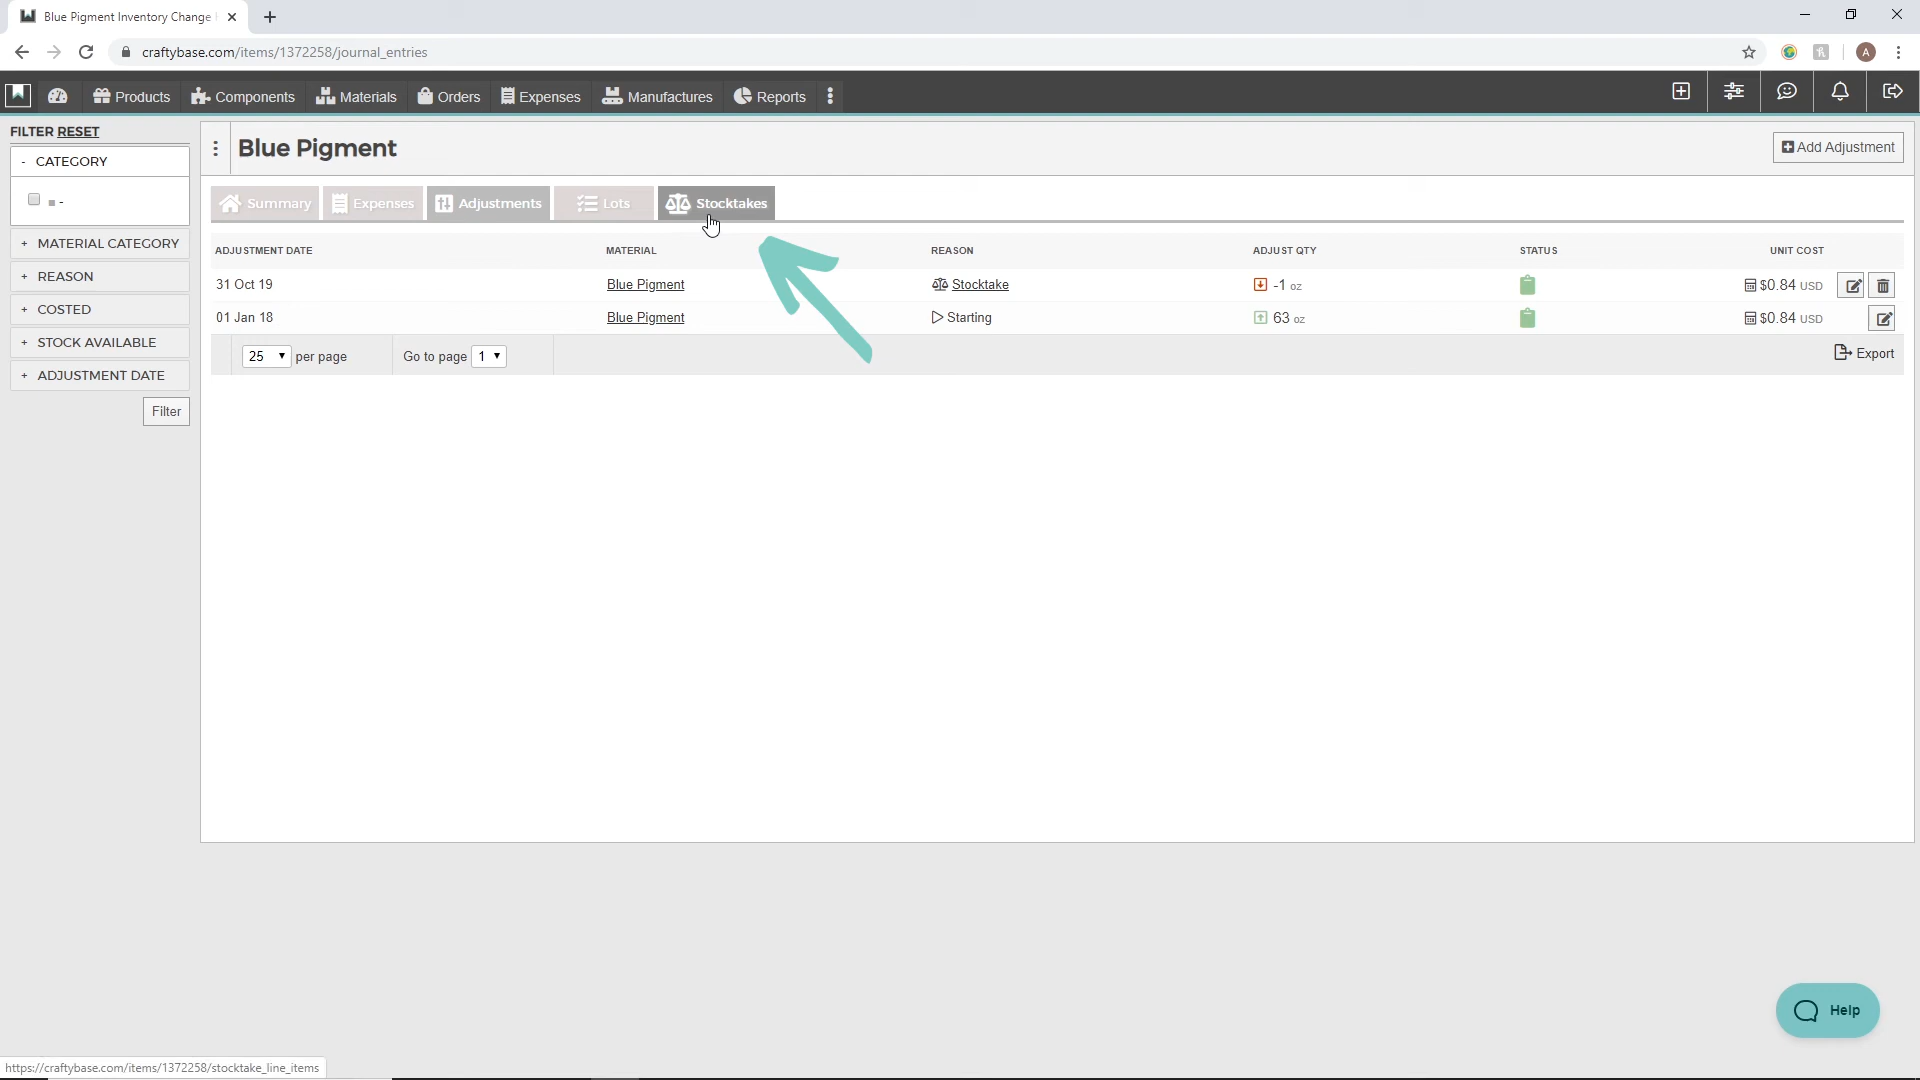 Blue Pigment Inventory Change
craftybase.com/items/1372258/journal_entries
A
Products Components Materials Orders Expenses Manufactures Reports
FILTER RESET
- CATEGORY
-
+ MATERIAL CATEGORY
+ REASON
+ COSTED
+ STOCK AVAILABLE
+ ADJUSTMENT DATE
Filter
Blue Pigment
Add Adjustment
Summary Expenses Adjustments Lots Stocktakes
ADJUSTMENT DATE MATERIAL REASON ADJUST QTY STATUS UNIT COST
31 Oct 19 Blue Pigment Stocktake -1 oz $0.84 USD
01 Jan 18 Blue Pigment Starting 63 oz $0.84 USD
25 per page Go to page 1 Export
Help
https://craftybase.com/items/1372258/stocktake_line_items